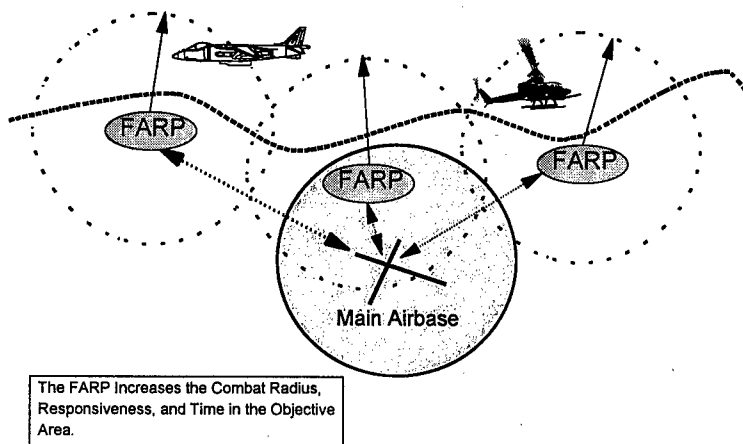 FARP
FARP
FARP
Main Airbase
The FARP Increases the Combat Radius,
Responsiveness, and Time in the Objective
Area.